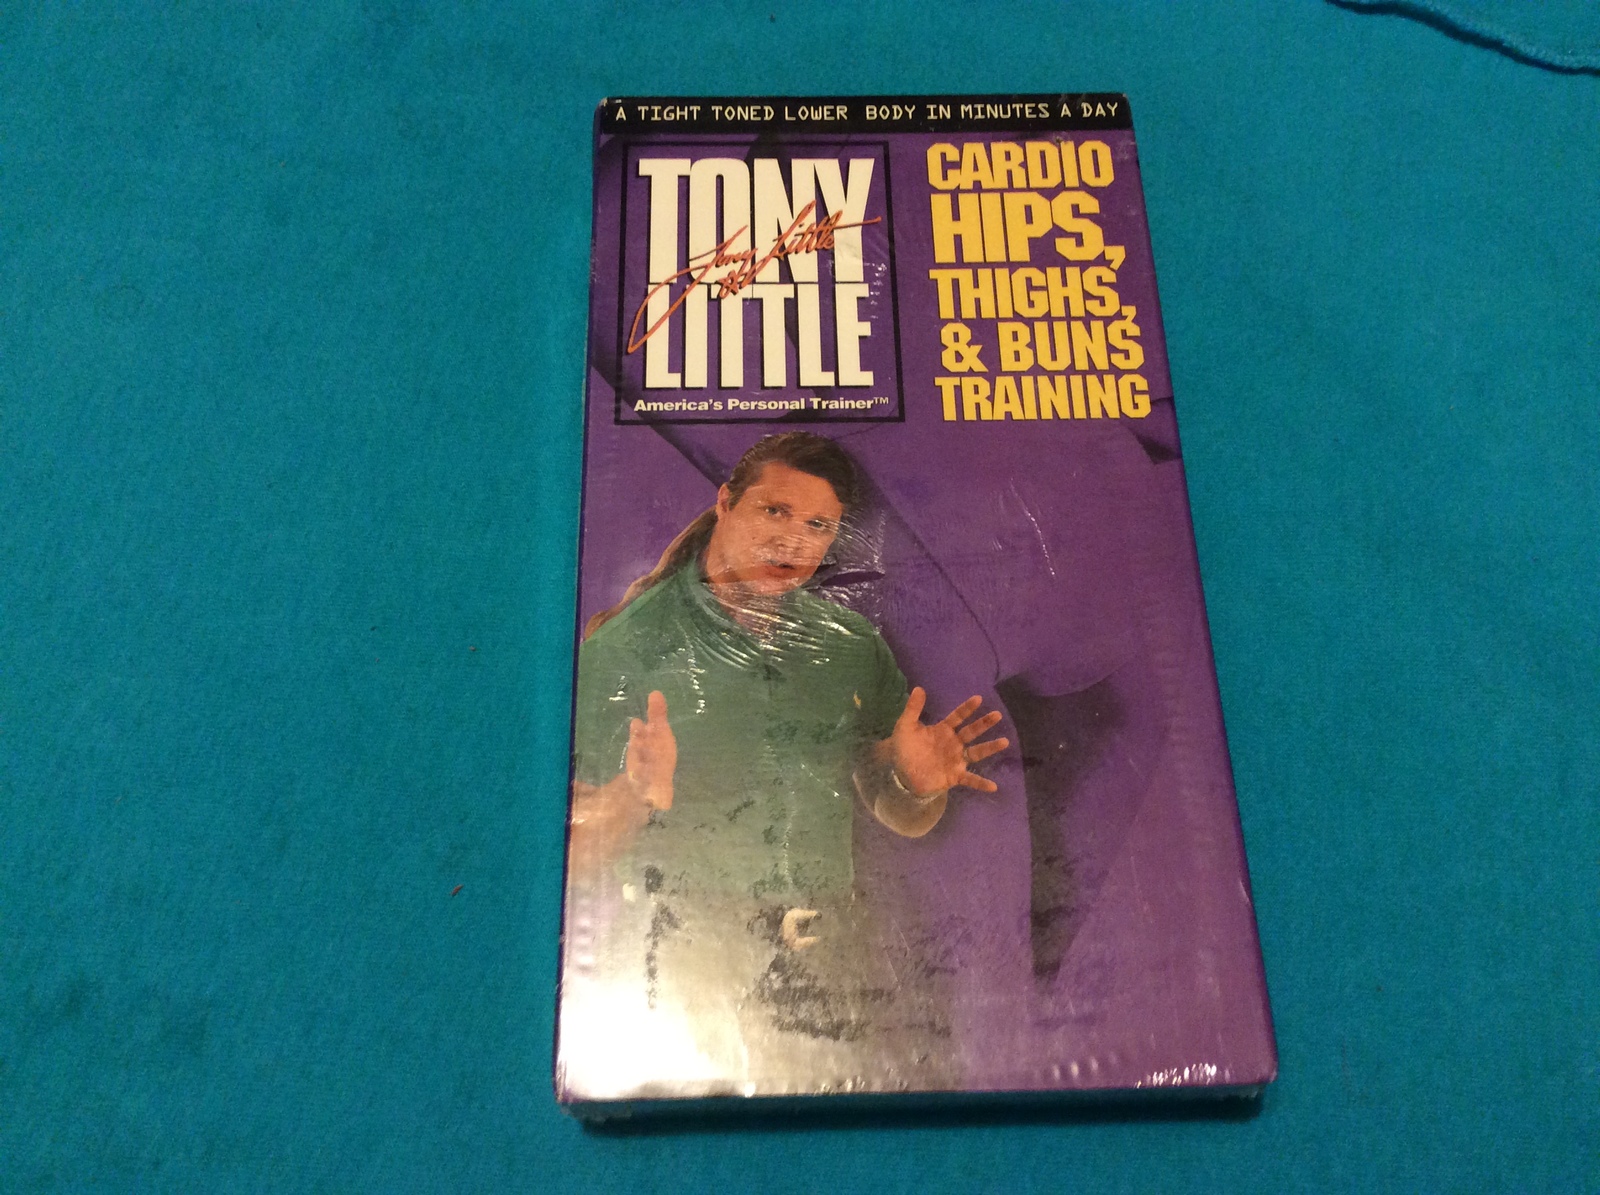 A TIGHT TONED LOWER BODY IN MINUTES A DAY
TONY
LITTLE
Tony Little
America's Personal Trainer™
CARDIO
HIPS,
THIGHS,
& BUNS
TRAINING